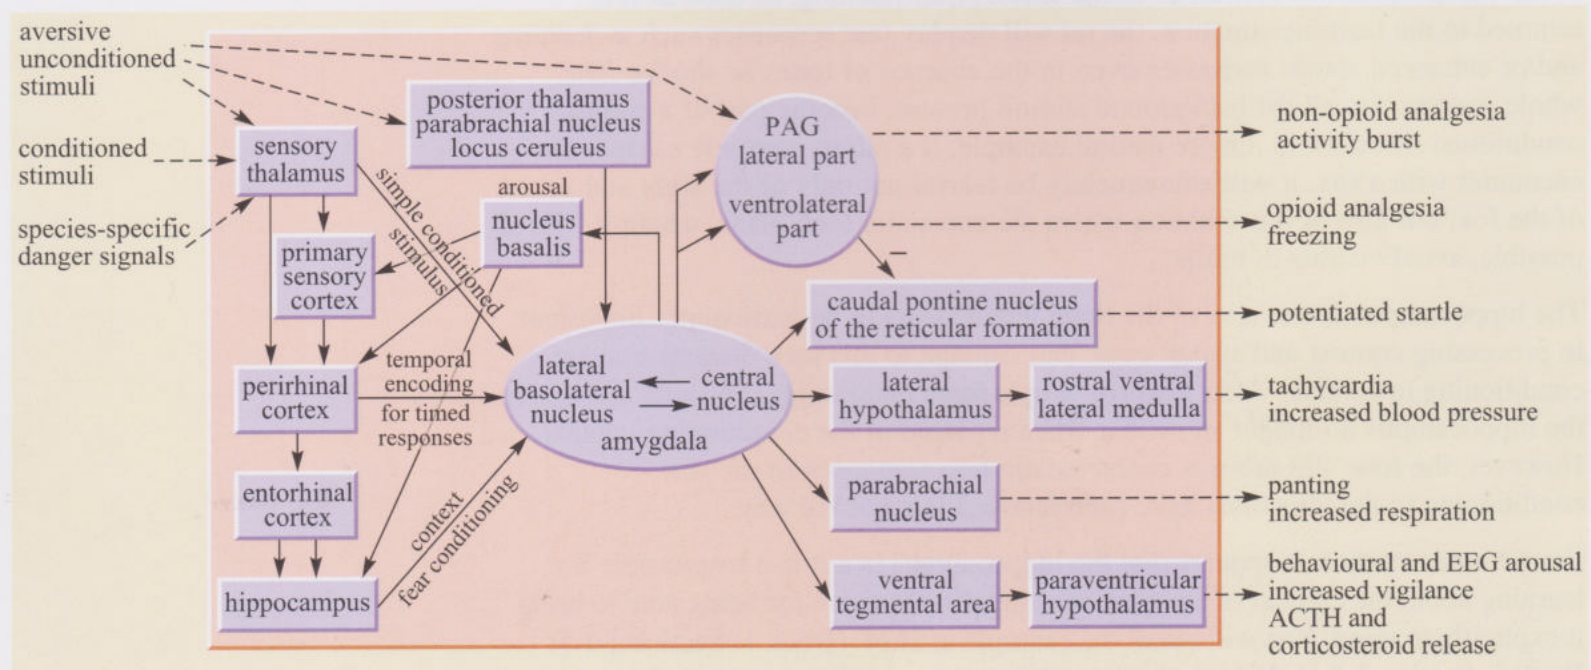 aversive
unconditioned
stimuli
conditioned
stimuli
species-specific
danger signals
sensory
thalamus
primary
sensory
cortex
perirhinal
cortex
entorhinal
cortex
hippocampus
posterior thalamus
parabrachial nucleus
locus ceruleus
arousal
nucleus
basalis
simple conditioned
stimulus
temporal
encoding
for timed
responses
context
fear conditioning
lateral
basolateral
nucleus
central
nucleus
amygdala
PAG
lateral part
ventrolateral
part
–
caudal pontine nucleus
of the reticular formation
lateral
hypothalamus
rostral ventral
lateral medulla
parabrachial
nucleus
ventral
tegmental area
paraventricular
hypothalamus
non-opioid analgesia
activity burst
opioid analgesia
freezing
potentiated startle
tachycardia
increased blood pressure
panting
increased respiration
behavioural and EEG arousal
increased vigilance
ACTH and
corticosteroid release